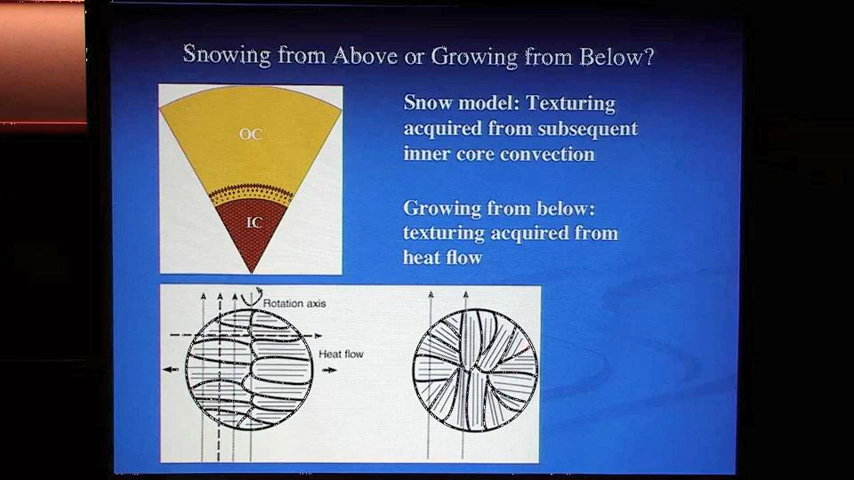 Snowing from Above or Growing from Below?
OC
IC
Snow model: Texturing
acquired from subsequent
inner core convection
Growing from below:
texturing acquired from
heat flow
Rotation axis
Heat flow